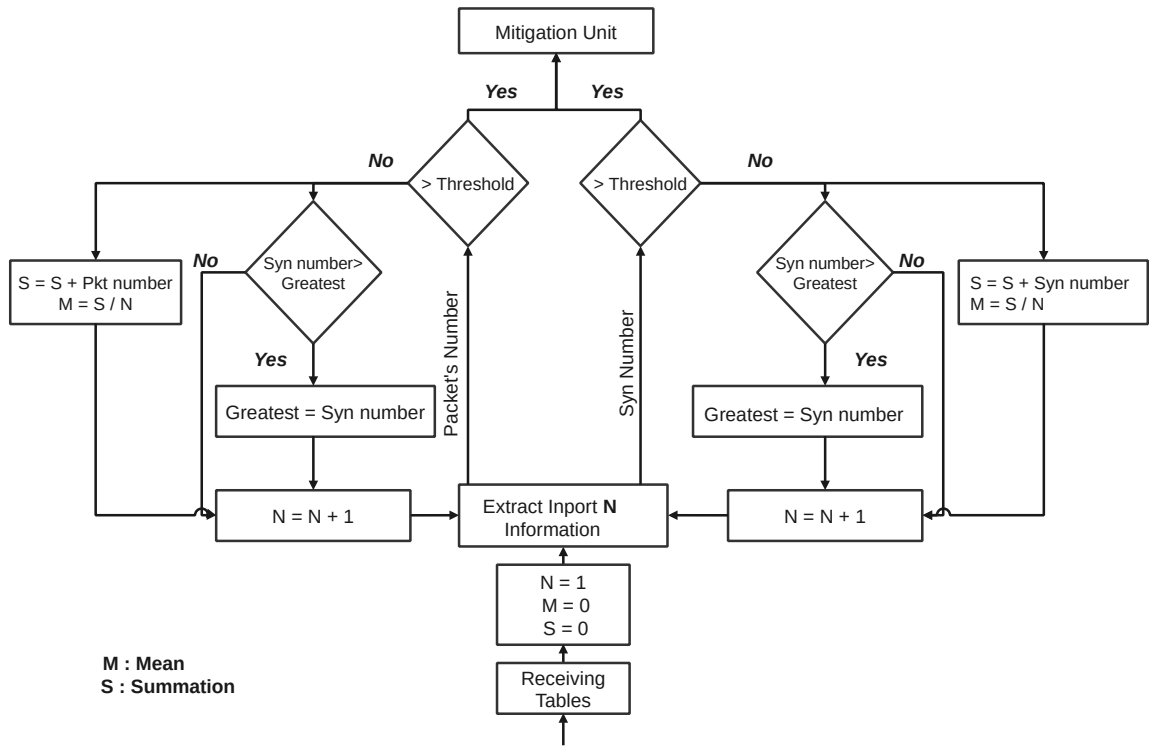 Mitigation Unit
Yes
Yes
No
> Threshold
> Threshold
No
No
Syn number>
Greatest
S = S + Pkt number
M = S / N
Packet's Number
Syn Number
Syn number>
Greatest
No
S = S + Syn number
M = S / N
Yes
Yes
Greatest = Syn number
Greatest = Syn number
N = N + 1
Extract Inport N
Information
N = N + 1
N = 1
M = 0
S = 0
M : Mean
S : Summation
Receiving
Tables